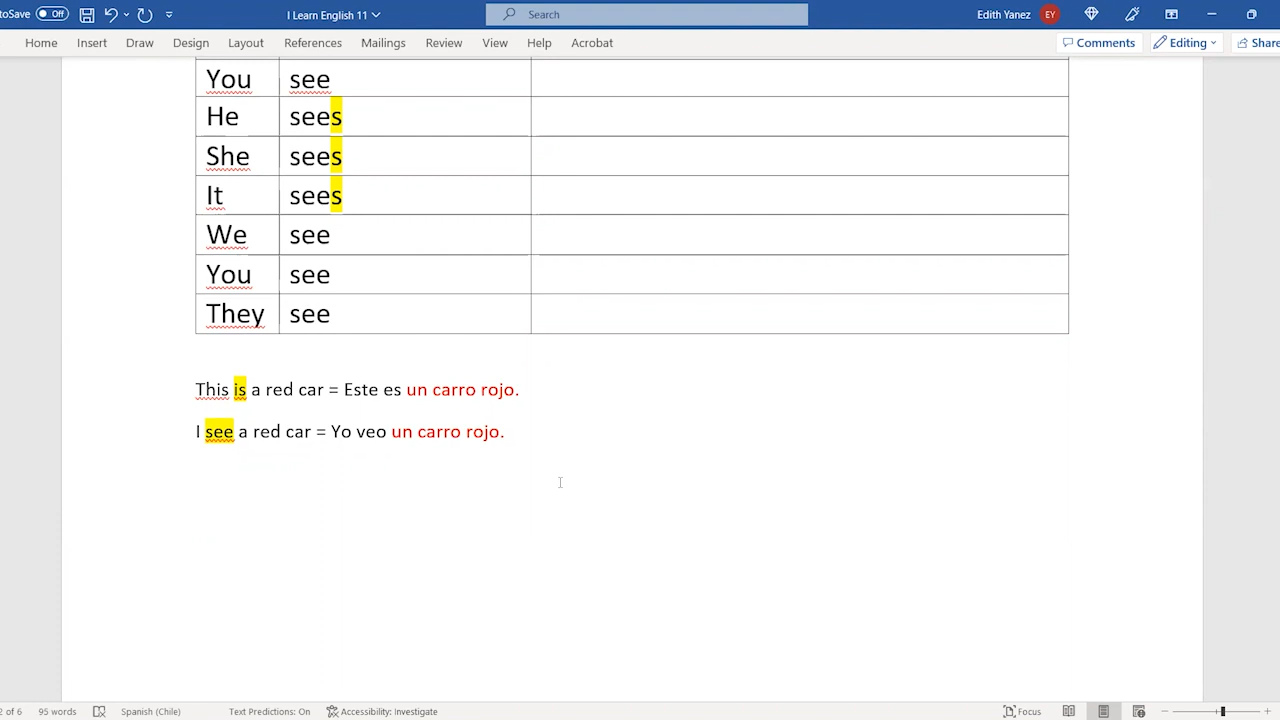 toSave Off I Learn English 11 Search Edith Yanez EY
Home Insert Draw Design Layout References Mailings Review View Help Acrobat Comments Editing Share
You see
He sees
She sees
It sees
We see
You see
They see
This is a red car = Este es un carro rojo.
I see a red car = Yo veo un carro rojo.
2 of 6 95 words Spanish (Chile) Text Predictions: On Accessibility: Investigate Focus